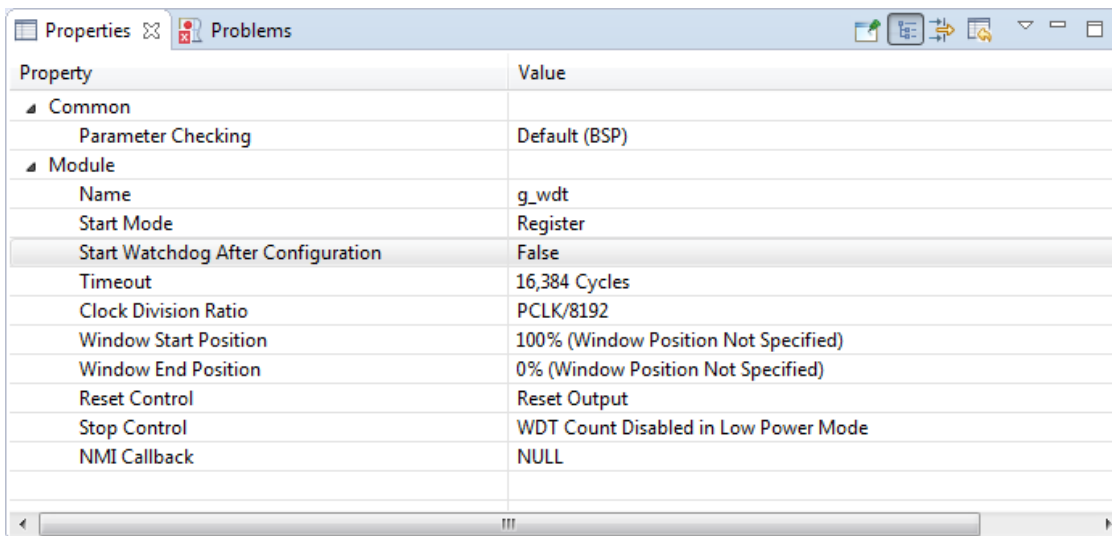 Properties Problems
Property Value
Common
Parameter Checking Default (BSP)
Module
Name g_wdt
Start Mode Register
Start Watchdog After Configuration False
Timeout 16,384 Cycles
Clock Division Ratio PCLK/8192
Window Start Position 100% (Window Position Not Specified)
Window End Position 0% (Window Position Not Specified)
Reset Control Reset Output
Stop Control WDT Count Disabled in Low Power Mode
NMI Callback NULL